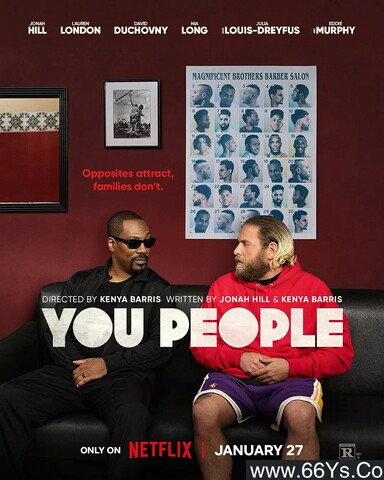 JONAH HILL
LAUREN LONDON
DAVID DUCHOVNY
NIA LONG
JULIA LOUIS-DREYFUS
EDDIE MURPHY
MAGNIFICENT BROTHERS BARBER SALON
Opposites attract,
families don't.
DIRECTED BY KENYA BARRIS WRITTEN BY JONAH HILL & KENYA BARRIS
YOU PEOPLE
ONLY ON NETFLIX | JANUARY 27
R
www.66Ys.Co